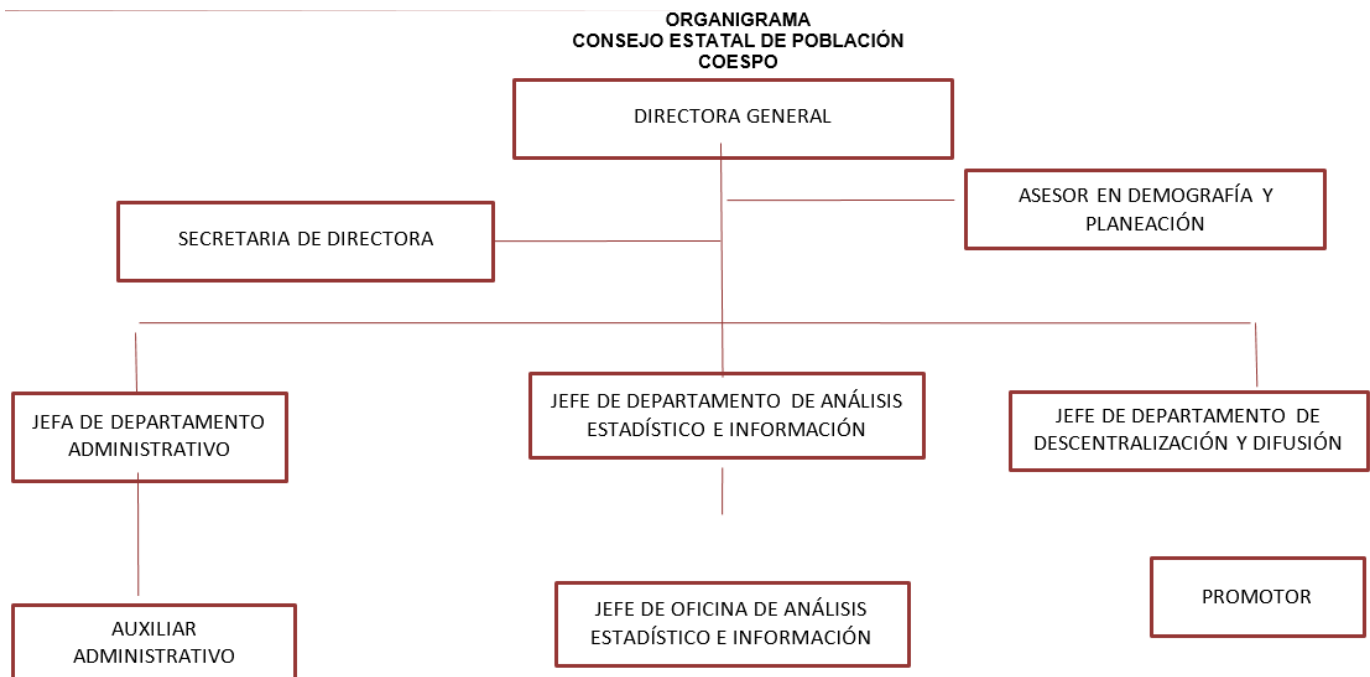 ORGANIGRAMA
CONSEJO ESTATAL DE POBLACIÓN
COESPO
DIRECTORA GENERAL
ASESOR EN DEMOGRAFÍA Y
PLANEACIÓN
SECRETARIA DE DIRECTORA
JEFA DE DEPARTAMENTO
ADMINISTRATIVO
JEFE DE DEPARTAMENTO DE ANÁLISIS
ESTADÍSTICO E INFORMACIÓN
JEFE DE DEPARTAMENTO DE
DESCENTRALIZACIÓN Y DIFUSIÓN
AUXILIAR
ADMINISTRATIVO
JEFE DE OFICINA DE ANÁLISIS
ESTADÍSTICO E INFORMACIÓN
PROMOTOR